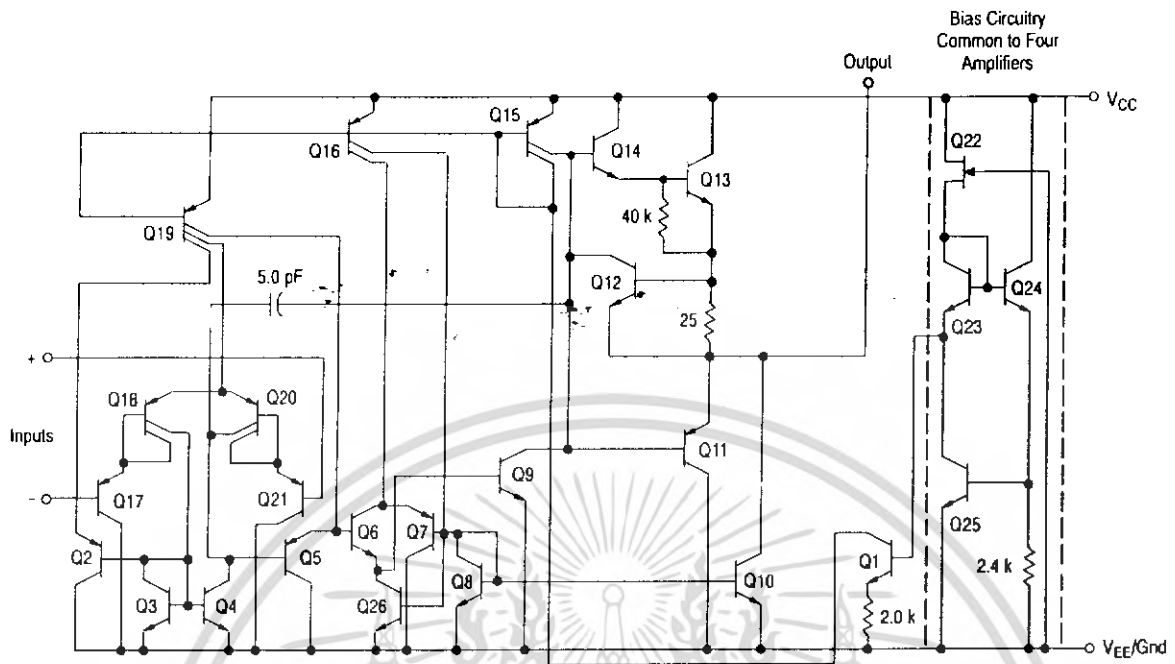 Bias Circuitry
Common to Four
Amplifiers
Output
VCC
Q15
Q22
Q16
Q14
Q13
Q19
40 k
5.0 pF
Q12
Q24
Q23
25
+
Q18
Q20
Inputs
Q11
Q9
−
Q17
Q21
Q6
Q7
Q25
Q5
Q2
Q1
2.4 k
Q8
Q10
Q3
Q4
Q26
2.0 k
VEE/Gnd